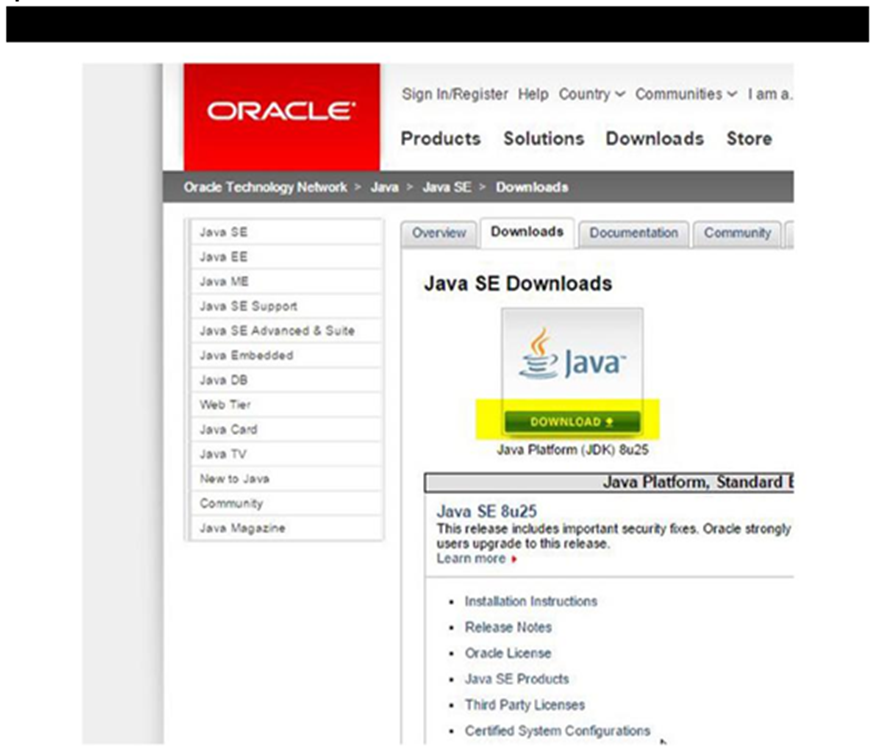 ORACLE
Sign In/Register Help Country Communities I am a.
Products Solutions Downloads Store
Oracle Technology Network > Java > Java SE > Downloads
Java SE
Java EE
Java ME
Java SE Support
Java SE Advanced & Suite
Java Embedded
Java DB
Web Tier
Java Card
Java TV
New to Java
Community
Java Magazine
Overview Downloads Documentation Community
Java SE Downloads
Java
DOWNLOAD
Java Platform (JDK) 8u25
Java Platform, Standard
Java SE 8u25
This release includes important security fixes. Oracle strongly
users upgrade to this release.
Learn more
• Installation Instructions
• Release Notes
• Oracle License
• Java SE Products
• Third Party Licenses
• Certified System Configurations